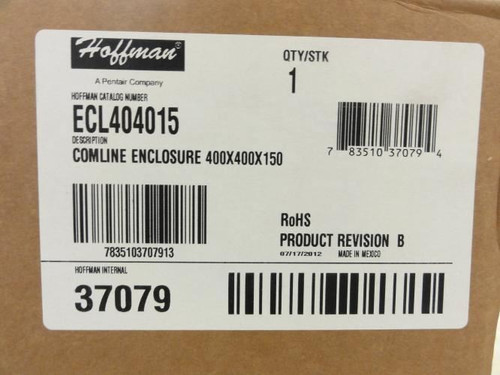 Hoffman®
A Pentair Company
QTY/STK
1
HOFFMAN CATALOG NUMBER
ECL404015
DESCRIPTION
COMLINE ENCLOSURE 400X400X150
7 83510 37079 4
7835103707913
RoHS
PRODUCT REVISION B
07/17/2012 MADE IN MEXICO
HOFFMAN INTERNAL
37079